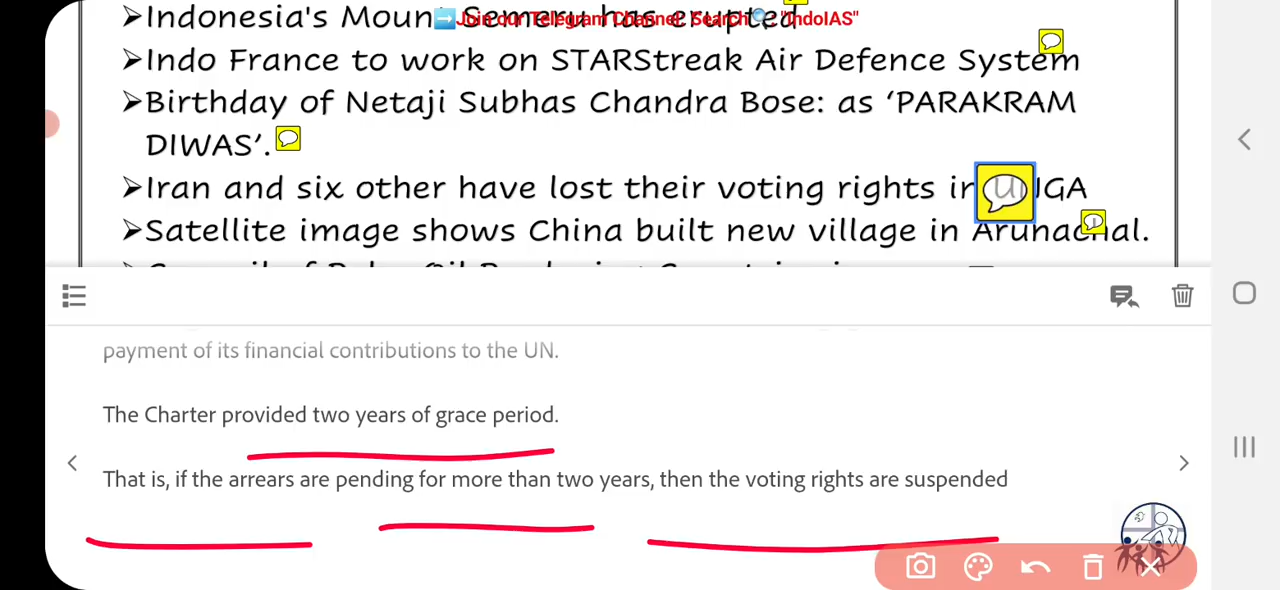 ➤Indonesia's Mount Semeru has erupted
➡Join our Telegram Channel: Search🔍: "IndoIAS"
➤Indo France to work on STARStreak Air Defence System
➤Birthday of Netaji Subhas Chandra Bose: as ‘PARAKRAM
DIWAS’.
➤Iran and six other have lost their voting rights in UNGA
➤Satellite image shows China built new village in Arunachal.
payment of its financial contributions to the UN.
The Charter provided two years of grace period.
That is, if the arrears are pending for more than two years, then the voting rights are suspended